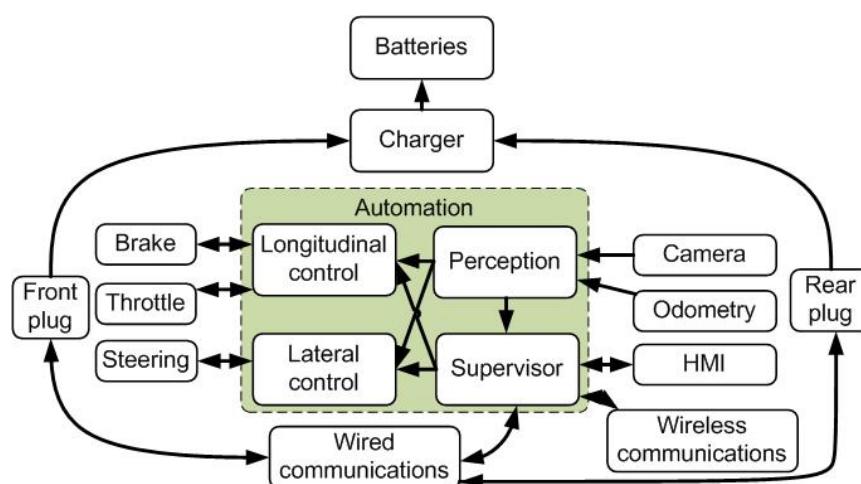 Batteries
Charger
Automation
Brake
Longitudinal
control
Perception
Camera
Front
plug
Throttle
Odometry
Rear
plug
Steering
Lateral
control
Supervisor
HMI
Wired
communications
Wireless
communications